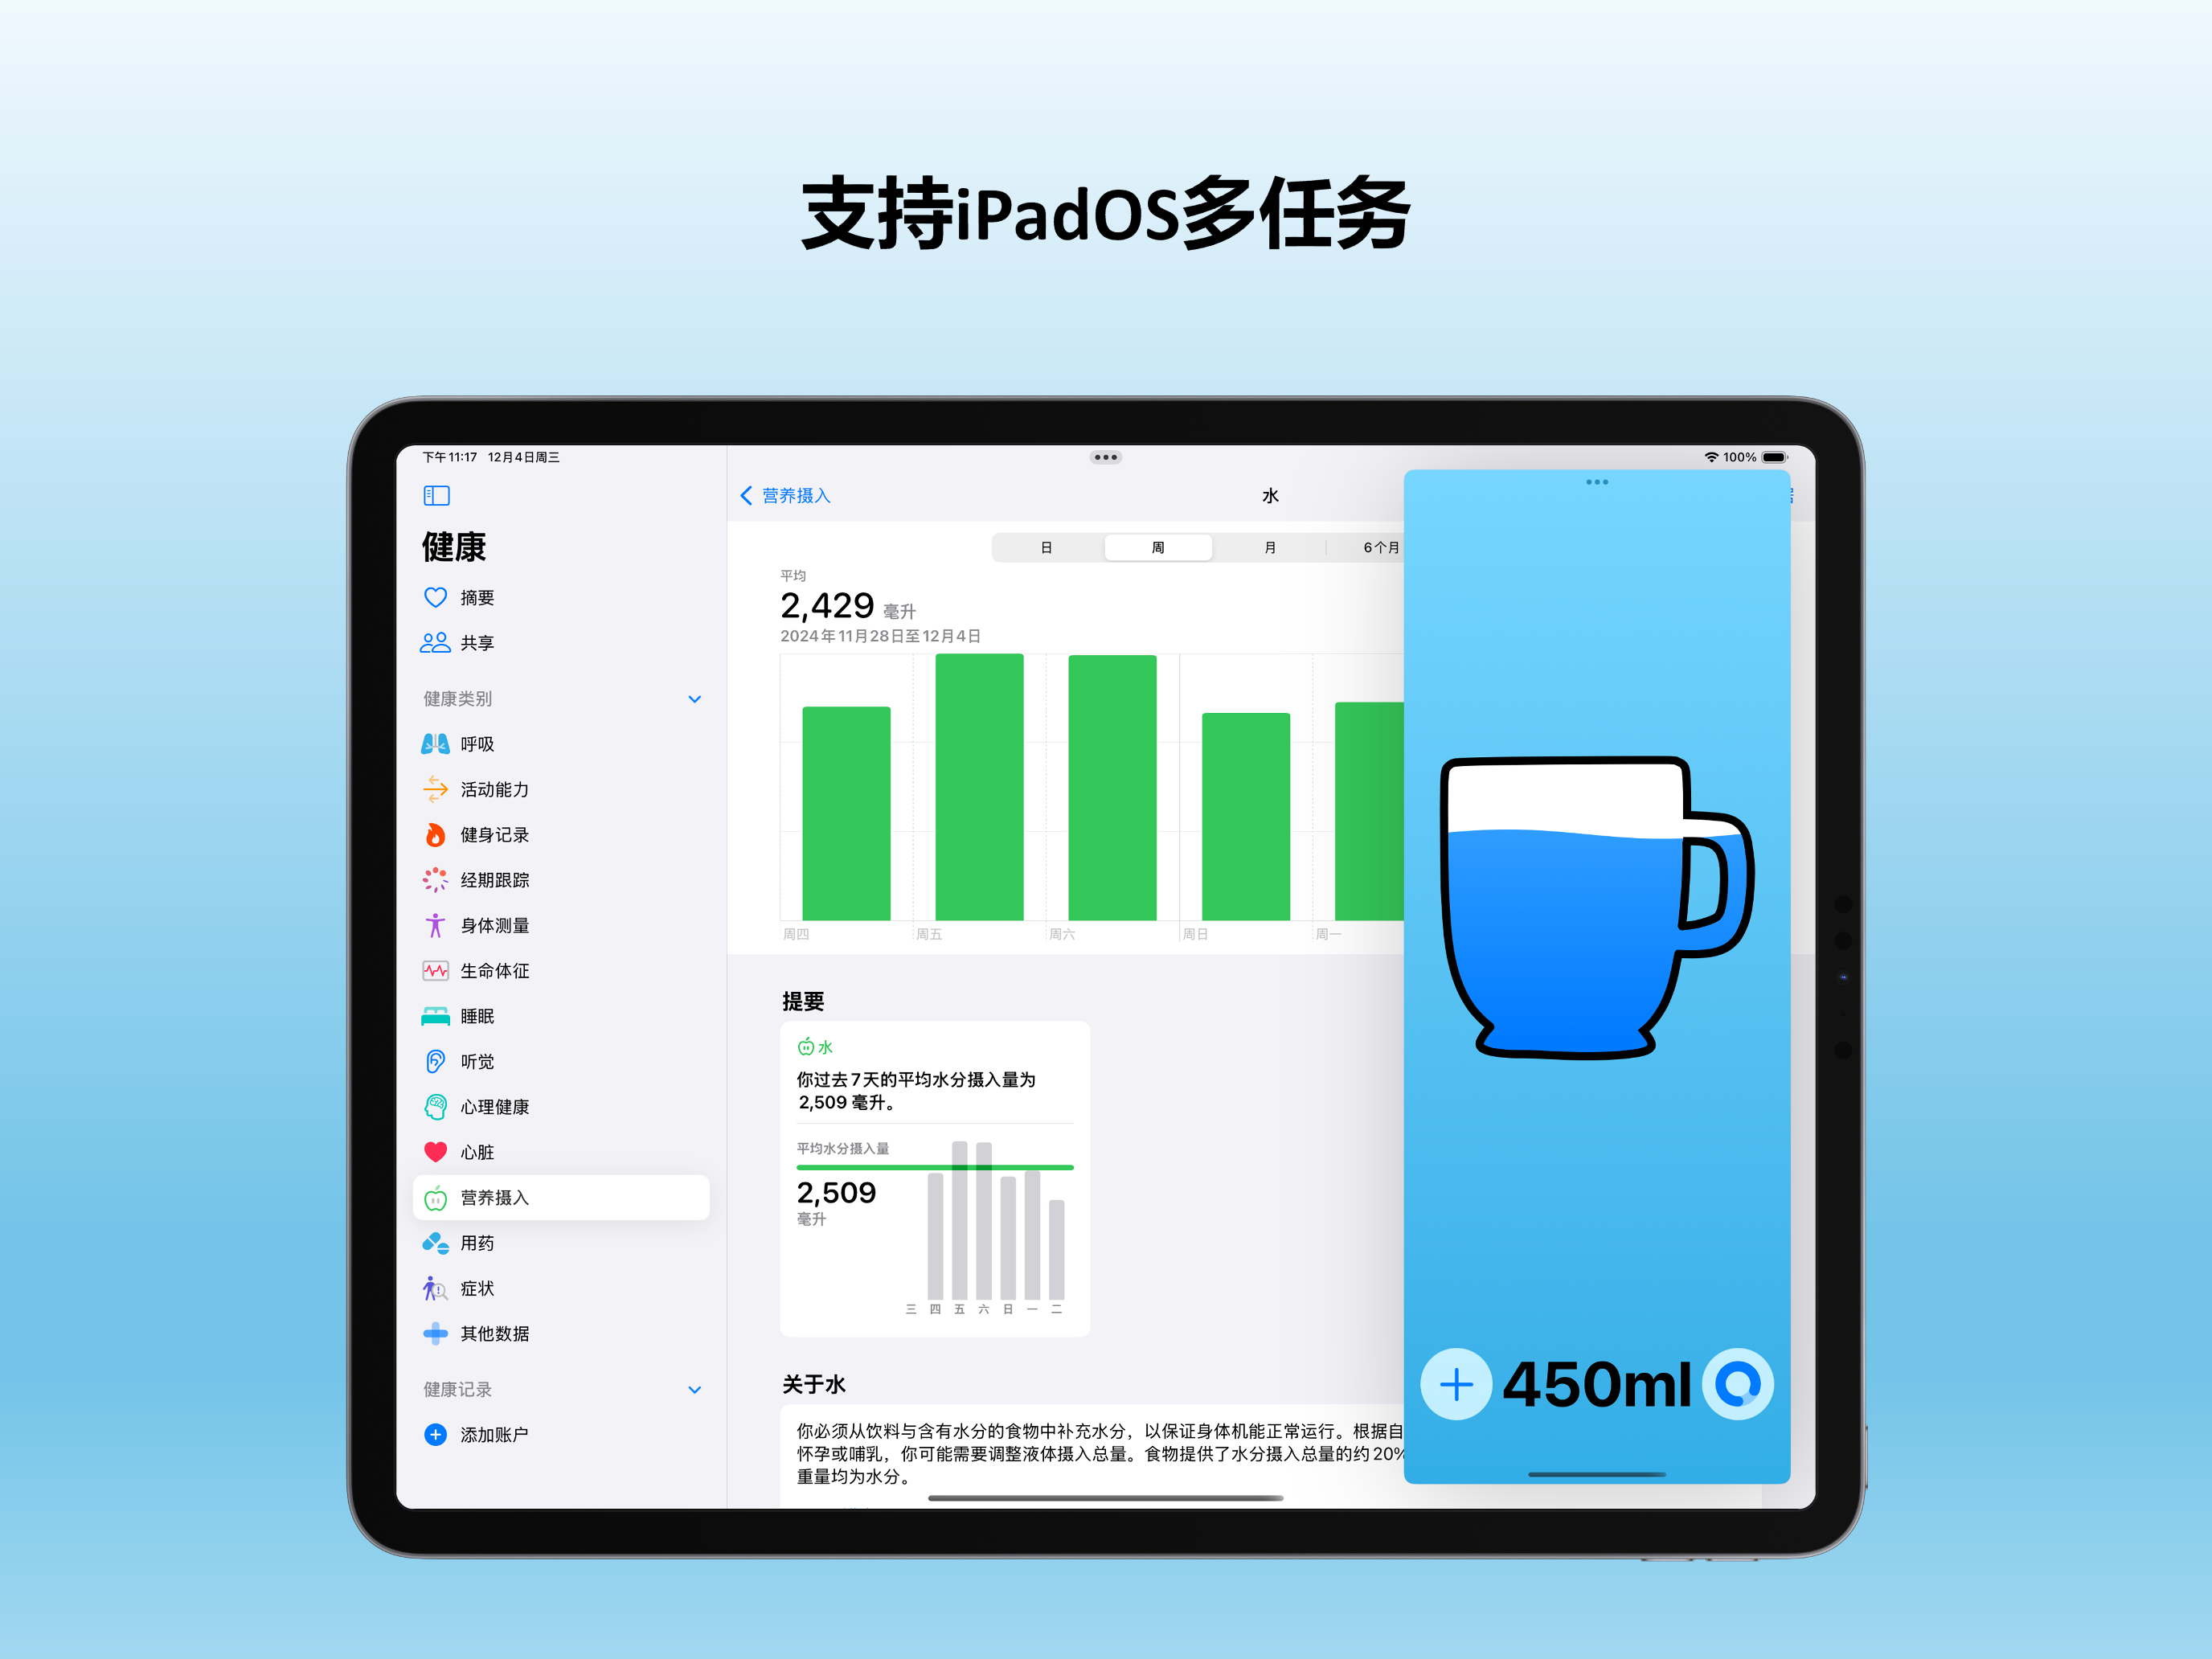 支持iPadOS多任务
下午11:17 12月4日周三
100%
健康
摘要
共享
健康类别
呼吸
活动能力
健身记录
经期跟踪
身体测量
生命体征
睡眠
听觉
心理健康
心脏
营养摄入
用药
症状
其他数据
健康记录
添加账户
营养摄入
水
日 周 月 6个月
平均
2,429 毫升
2024年11月28日至12月4日
周四 周五 周六 周日 周一
提要
水
你过去7天的平均水分摄入量为
2,509 毫升。
平均水分摄入量
2,509
毫升
三 四 五 六 日 一 二
关于水
你必须从饮料与含有水分的食物中补充水分，以保证身体机能正常运行。根据自
怀孕或哺乳，你可能需要调整液体摄入总量。食物提供了水分摄入总量的约20%
重量均为水分。
450ml